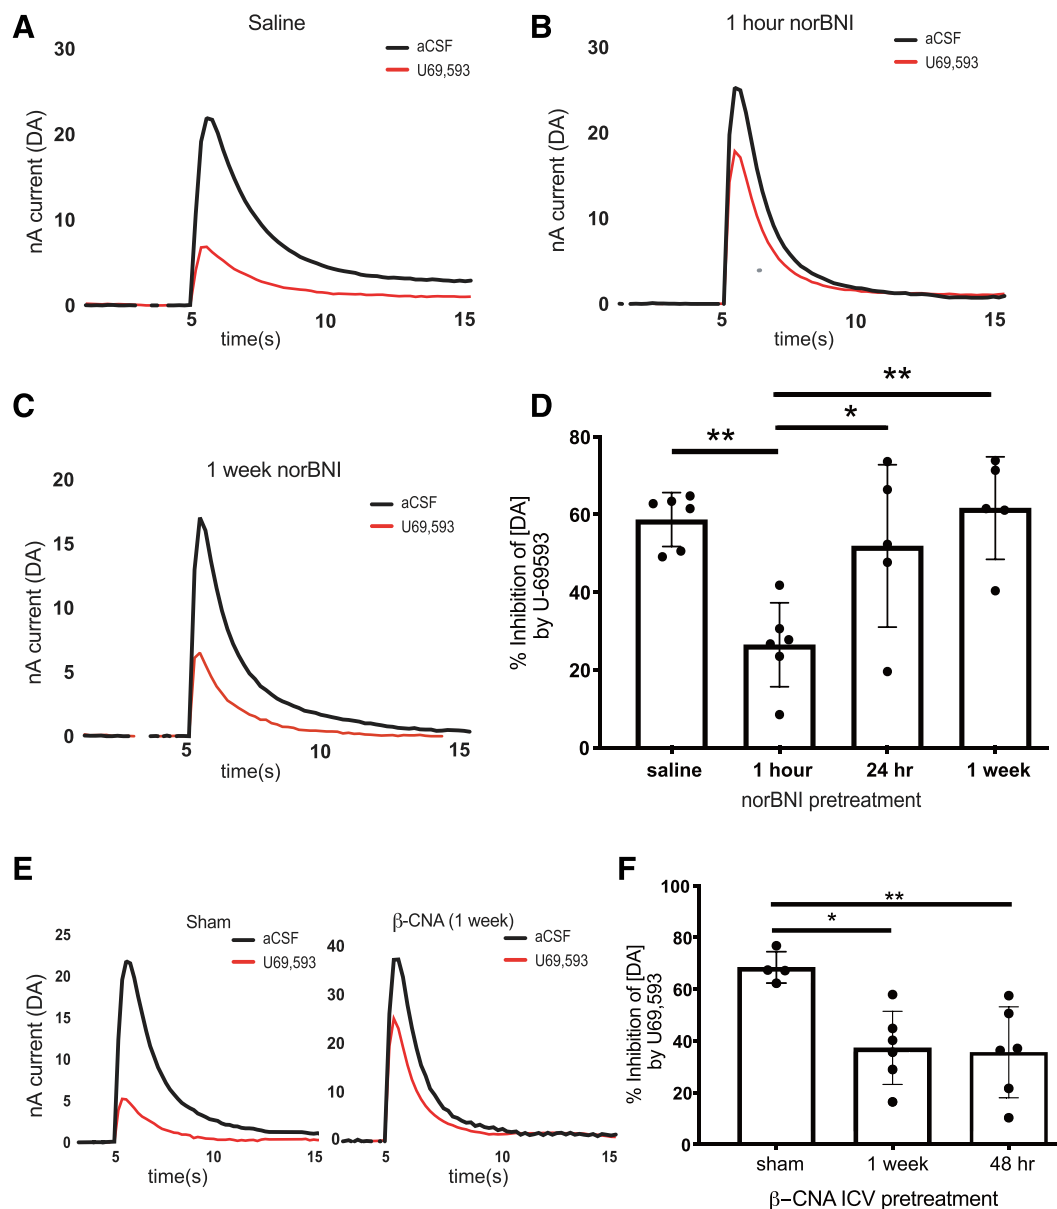 A
Saline
aCSF
U69,593
30
20
10
0
nA current (DA)
5
10
15
time(s)
B
1 hour norBNI
aCSF
U69,593
30
20
10
0
nA current (DA)
5
10
15
time(s)
C
1 week norBNI
aCSF
U69,593
20
15
10
5
0
nA current (DA)
5
10
15
time(s)
D
**
*
**
80
60
40
20
0
% Inhibition of [DA]
by U-69593
saline
1 hour
24 hr
1 week
norBNI pretreatment
E
Sham
aCSF
U69,593
25
20
15
10
5
0
nA current (DA)
5
10
15
time(s)
β-CNA (1 week)
aCSF
U69,593
40
30
20
10
0
5
10
15
time(s)
F
**
*
100
80
60
40
20
0
% Inhibition of [DA]
by U69,593
sham
1 week
48 hr
β−CNA ICV pretreatment